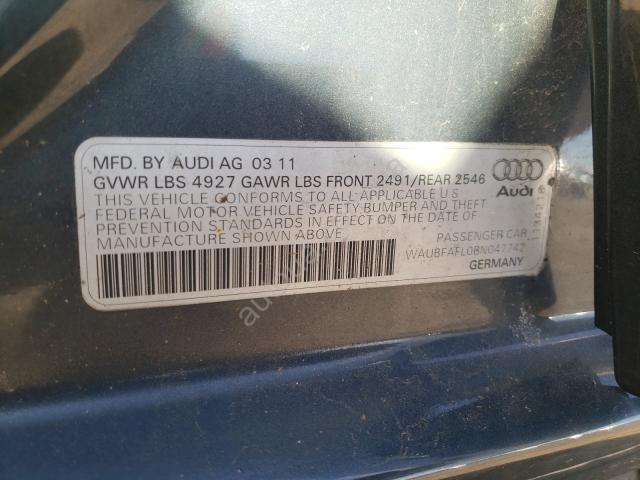 MFD. BY AUDI AG 03 11
GVWR LBS 4927 GAWR LBS FRONT 2491/REAR 2546
THIS VEHICLE CONFORMS TO ALL APPLICABLE U S
FEDERAL MOTOR VEHICLE SAFETY BUMPER AND THEFT
PREVENTION STANDARDS IN EFFECT ON THE DATE OF
MANUFACTURE SHOWN ABOVE
Audi
PASSENGER CAR
WAUBFAFL0BN047742
GERMANY
1134218